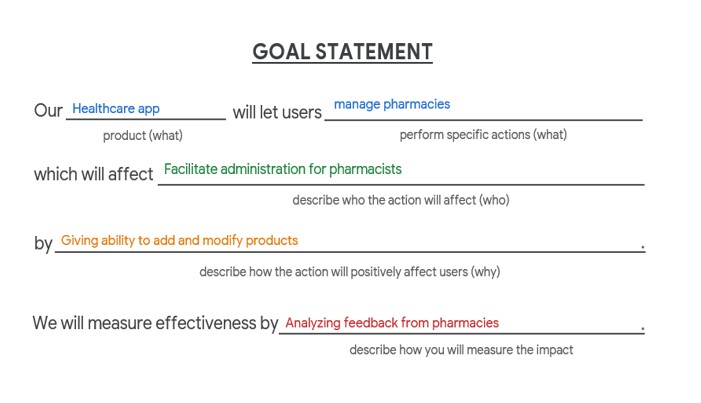 GOAL STATEMENT
Our Healthcare app will let users manage pharmacies
product (what) perform specific actions (what)
which will affect Facilitate administration for pharmacists
describe who the action will affect (who)
by Giving ability to add and modify products .
describe how the action will positively affect users (why)
We will measure effectiveness by Analyzing feedback from pharmacies .
describe how you will measure the impact